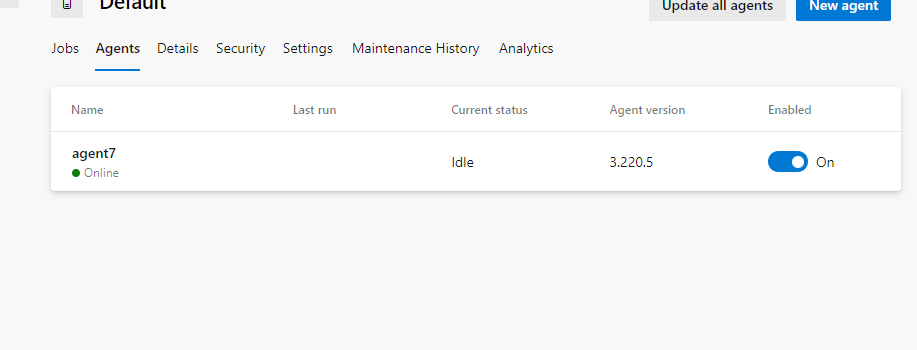 Default
Update all agents
New agent
Jobs Agents Details Security Settings Maintenance History Analytics
Name Last run Current status Agent version Enabled
agent7 Idle 3.220.5 On
Online